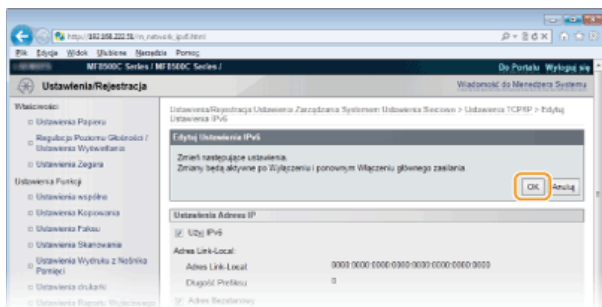 http://192.168.222.51/m_network_ipv6.html
Plik Edycja Widok Ulubione Narzędzia Pomoc
MF8500C Series / MF8500C Series /
Do Portalu Wyloguj się
Ustawienia/Rejestracja
Wiadomość do Menedżera Systemu
Właściwości
Ustawienia Papieru
Regulacja Poziomu Głośności /
Ustawienia Wyświetlania
Ustawienia Zegara
Ustawienia Funkcji
Ustawienia wspólne
Ustawienia Kopiowania
Ustawienia Faksu
Ustawienia Skanowania
Ustawienia Wydruku z Nośnika
Pamięci
Ustawienia drukarki
Ustawienia Raportu
Ustawienia/Rejestracja: Ustawienia Zarządzania Systemem: Ustawienia Sieciowe > Ustawienia TCP/IP > Edytuj
Ustawienia IPv6
Edytuj Ustawienia IPv6
Zmień następujące ustawienia.
Zmiany będą aktywne po Wyłączeniu i ponownym Włączeniu głównego zasilania.
OK
Anuluj
Ustawienia Adresu IP
Użyj IPv6
Adres Link-Local:
Adres Link-Local: 0000:0000:0000:0000:0000:0000:0000:0000
Długość Prefiksu: 0
Adres Bezstanowy